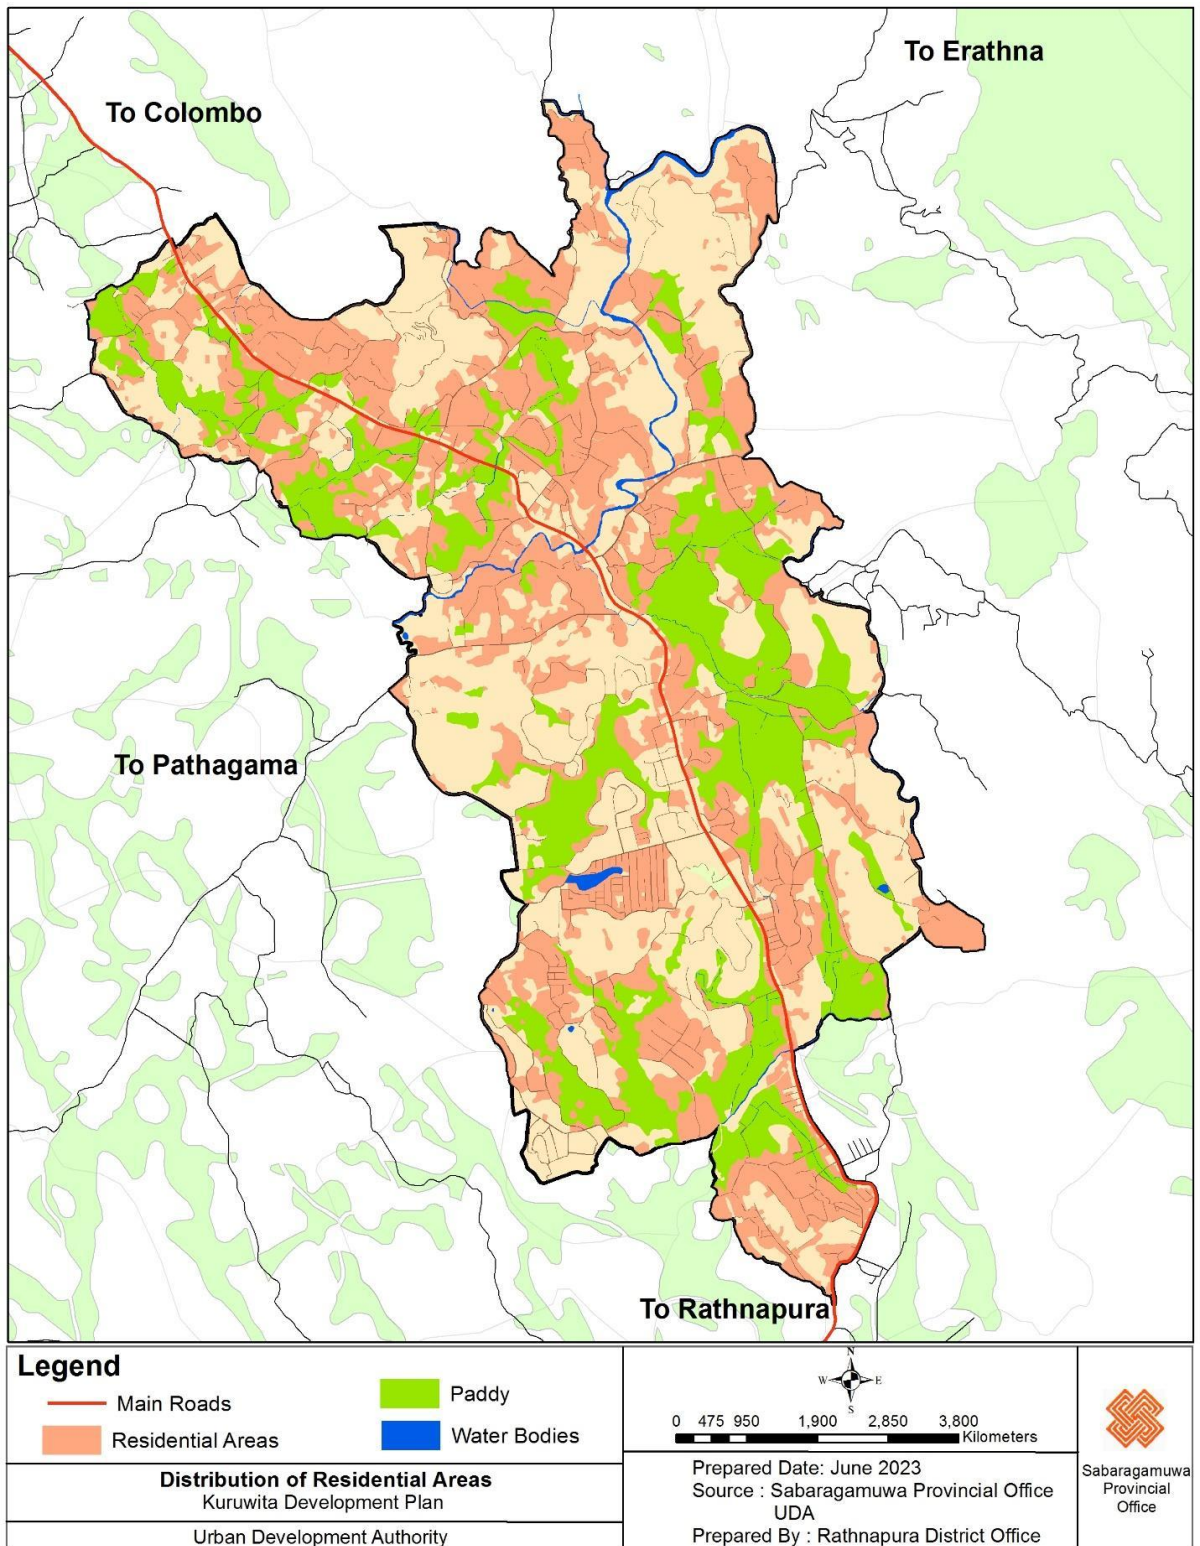 To Erathna
To Colombo
To Pathagama
To Rathnapura
Legend
Main Roads
Residential Areas
Paddy
Water Bodies
Distribution of Residential Areas
Kuruwita Development Plan
Urban Development Authority
N
W E
S
0 475 950 1,900 2,850 3,800
Kilometers
Prepared Date: June 2023
Source : Sabaragamuwa Provincial Office
UDA
Prepared By : Rathnapura District Office
Sabaragamuwa
Provincial
Office